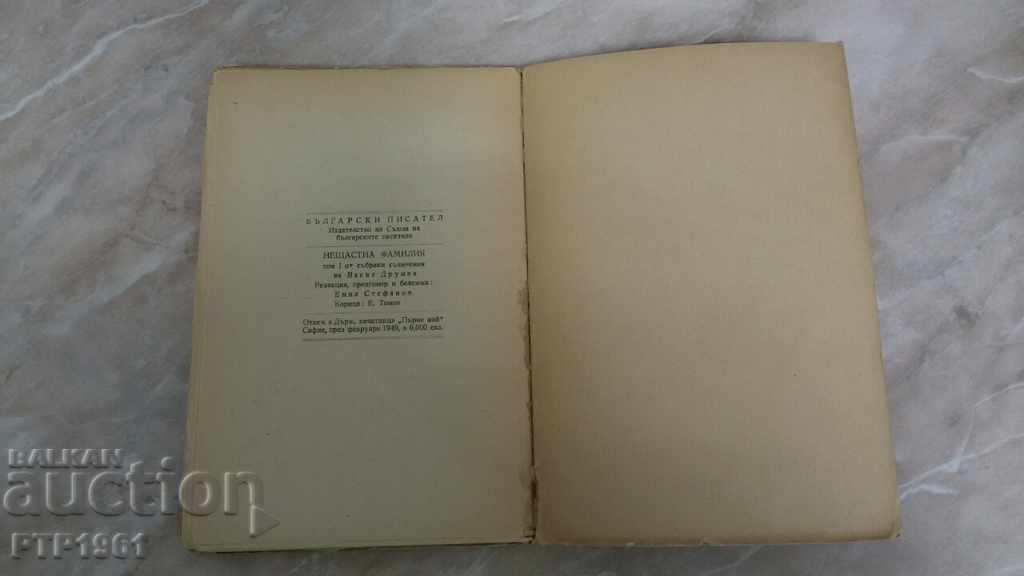 БЪЛГАРСКИ ПИСАТЕЛ
Издателство на Съюза на
българските писатели
НЕЩАСТНА ФАМИЛИЯ
том I от събрани съчинения
на Васил Друмев
Редакция, предговор и бележки:
Емил Стефанов
Корица: Е. Томов
Отпеч. в Държ. печатница „Първи май“
София, през февруари 1949, в 6,000 екз.
BALKAN
auction
PTP1961